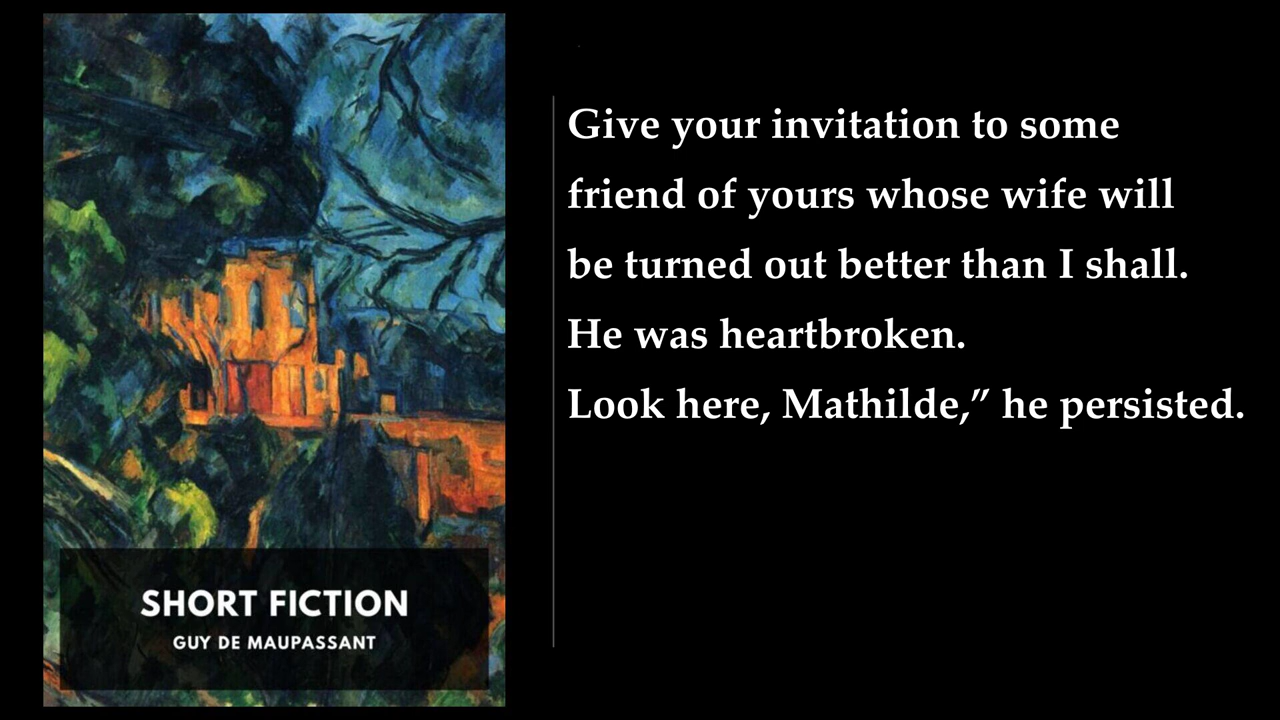 SHORT FICTION
GUY DE MAUPASSANT
Give your invitation to some
friend of yours whose wife will
be turned out better than I shall.
He was heartbroken.
Look here, Mathilde,” he persisted.